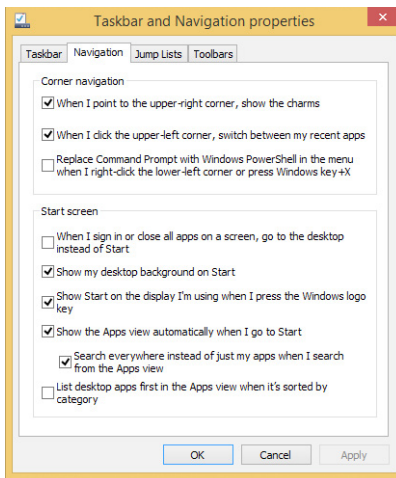 Taskbar and Navigation properties
Taskbar Navigation Jump Lists Toolbars
Corner navigation
When I point to the upper-right corner, show the charms
When I click the upper-left corner, switch between my recent apps
Replace Command Prompt with Windows PowerShell in the menu
when I right-click the lower-left corner or press Windows key+X
Start screen
When I sign in or close all apps on a screen, go to the desktop
instead of Start
Show my desktop background on Start
Show Start on the display I'm using when I press the Windows logo
key
Show the Apps view automatically when I go to Start
Search everywhere instead of just my apps when I search
from the Apps view
List desktop apps first in the Apps view when it's sorted by
category
OK Cancel Apply